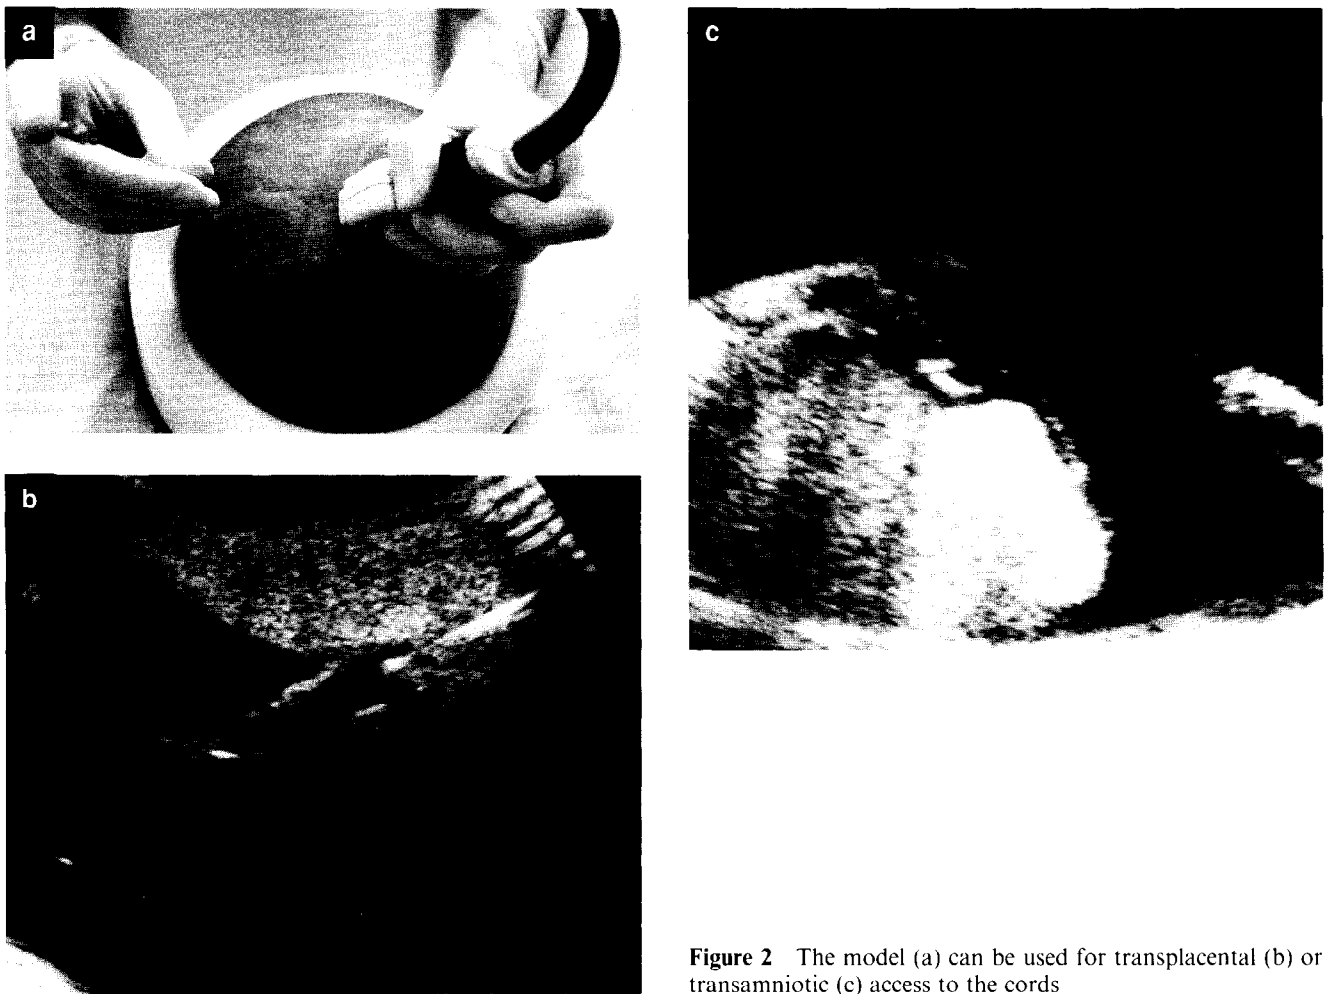 a
c
b
Figure 2 The model (a) can be used for transplacental (b) or
transamniotic (c) access to the cords